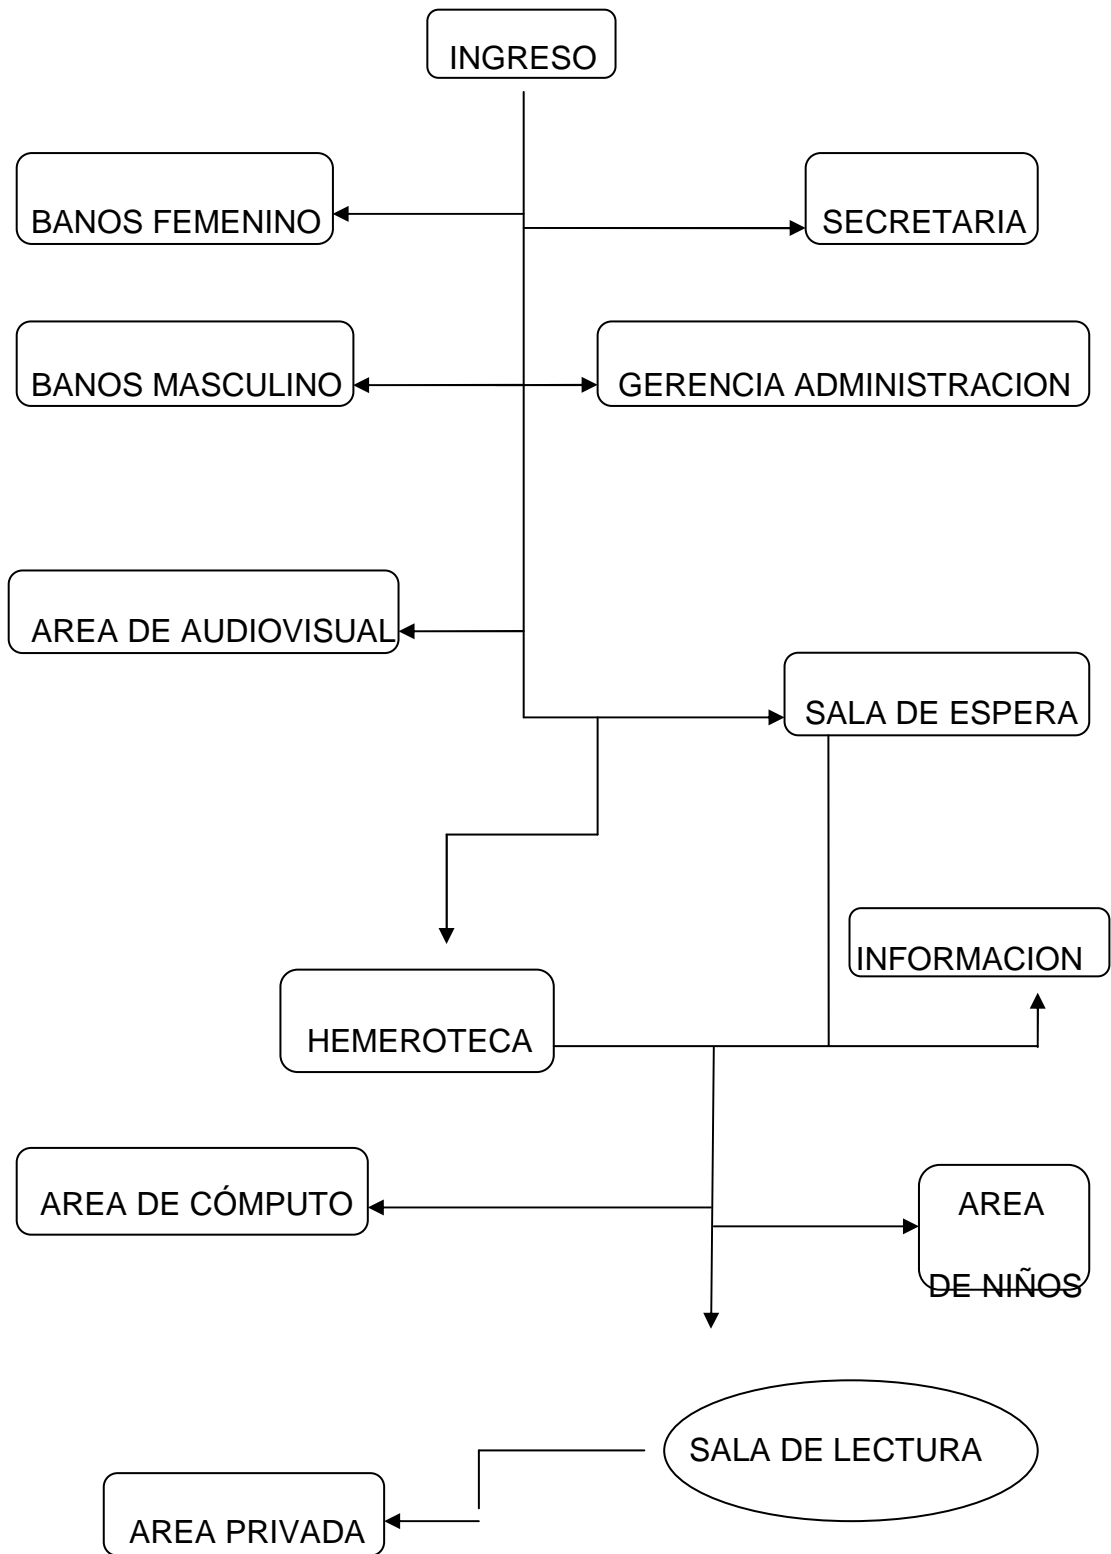 INGRESO
BANOS FEMENINO
SECRETARIA
BANOS MASCULINO
GERENCIA ADMINISTRACION
AREA DE AUDIOVISUAL
SALA DE ESPERA
INFORMACION
HEMEROTECA
AREA DE CÓMPUTO
AREA
DE NIÑOS
SALA DE LECTURA
AREA PRIVADA